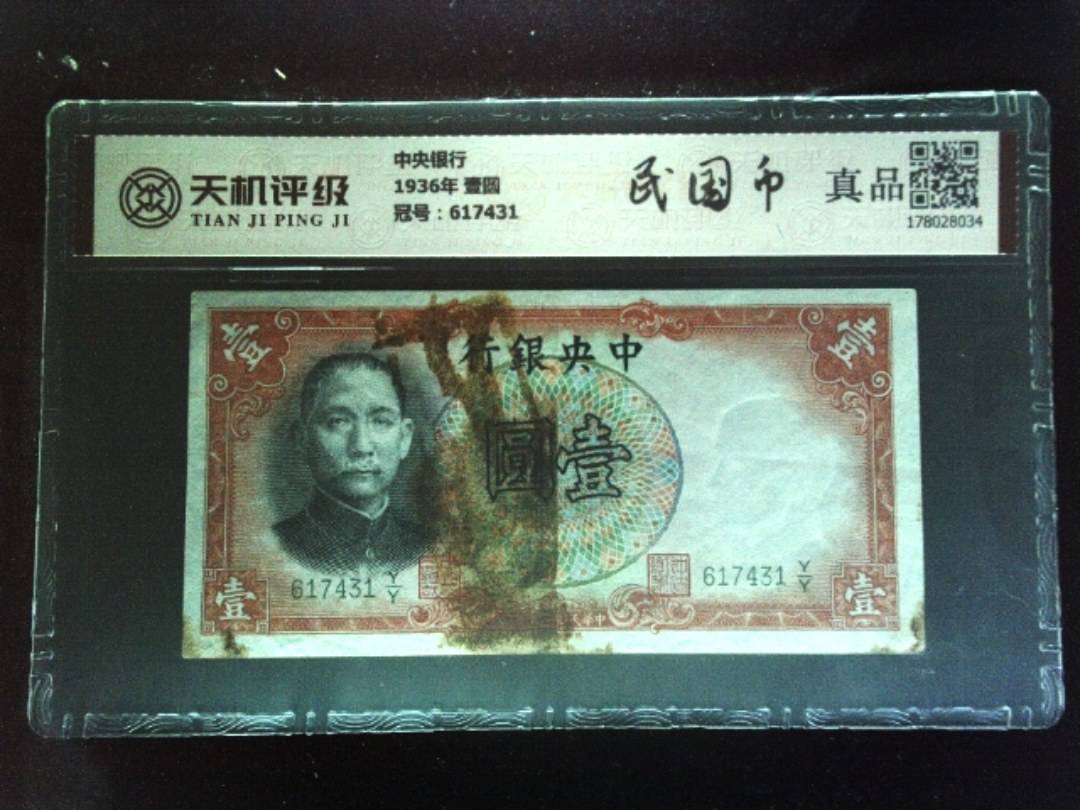 天机评级
TIAN JI PING JI
中央银行
1936年 壹圆
冠号：617431
民国币
真品
178028034
壹
行銀央中
壹
圓壹
617431 Y/Y
617431 Y/Y
壹
壹